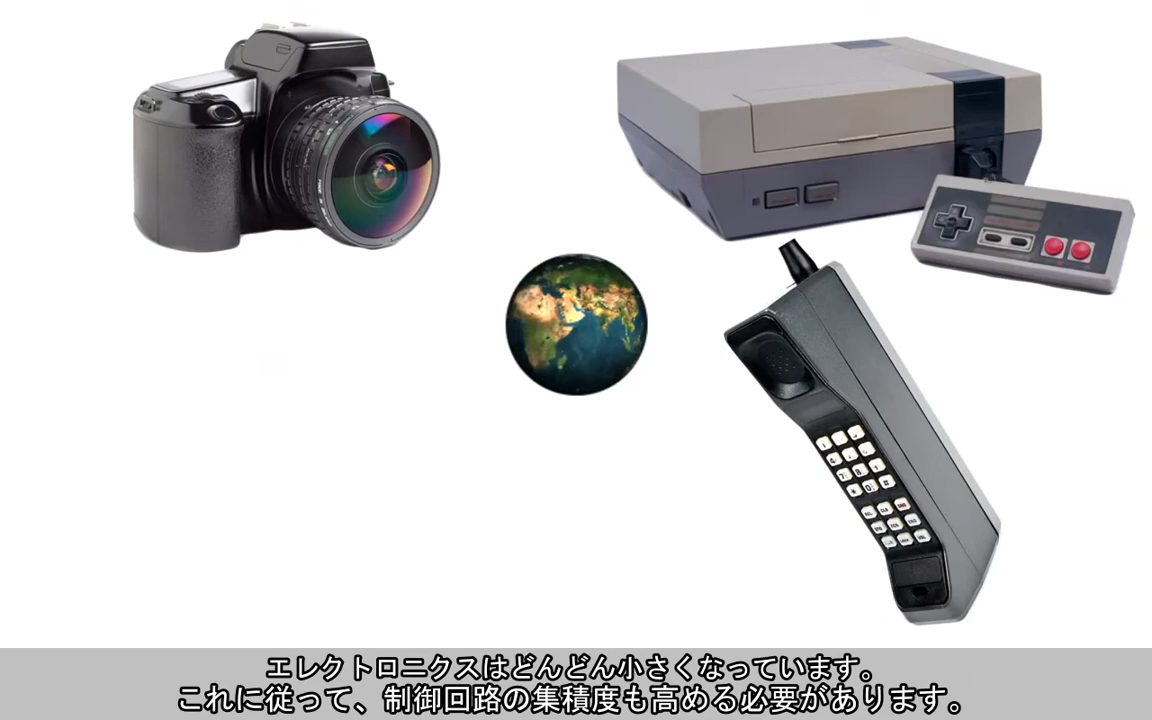 エレクトロニクスはどんどん小さくなっています。
これに従って、制御回路の集積度も高める必要があります。